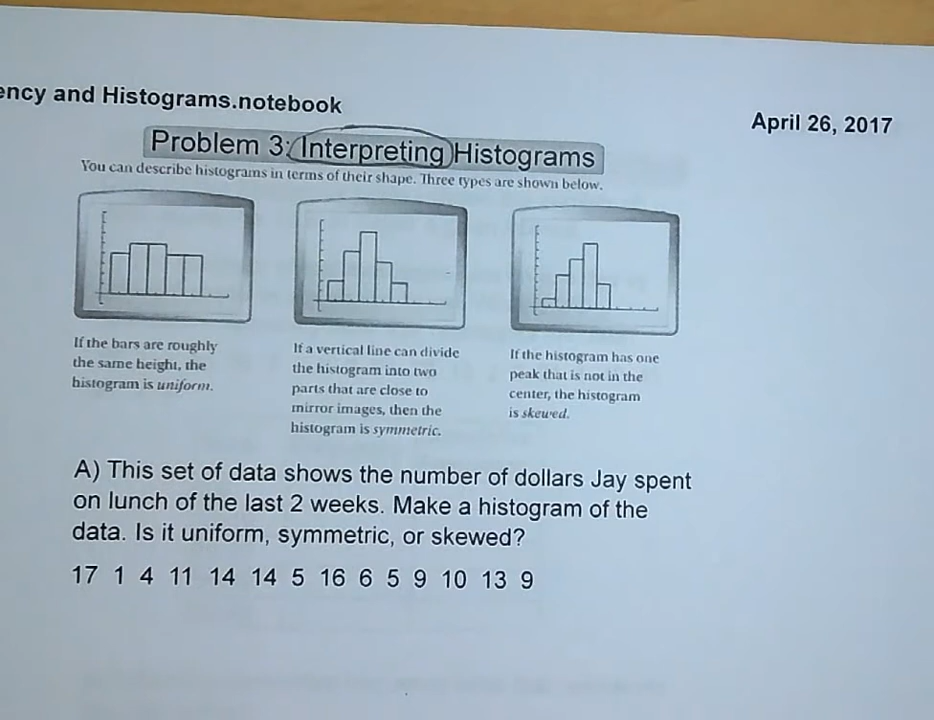 ency and Histograms.notebook
April 26, 2017
Problem 3: Interpreting Histograms
You can describe histograms in terms of their shape. Three types are shown below.
If the bars are roughly
the same height, the
histogram is uniform.
If a vertical line can divide
the histogram into two
parts that are close to
mirror images, then the
histogram is symmetric.
If the histogram has one
peak that is not in the
center, the histogram
is skewed.
A) This set of data shows the number of dollars Jay spent
on lunch of the last 2 weeks. Make a histogram of the
data. Is it uniform, symmetric, or skewed?
17 1 4 11 14 14 5 16 6 5 9 10 13 9